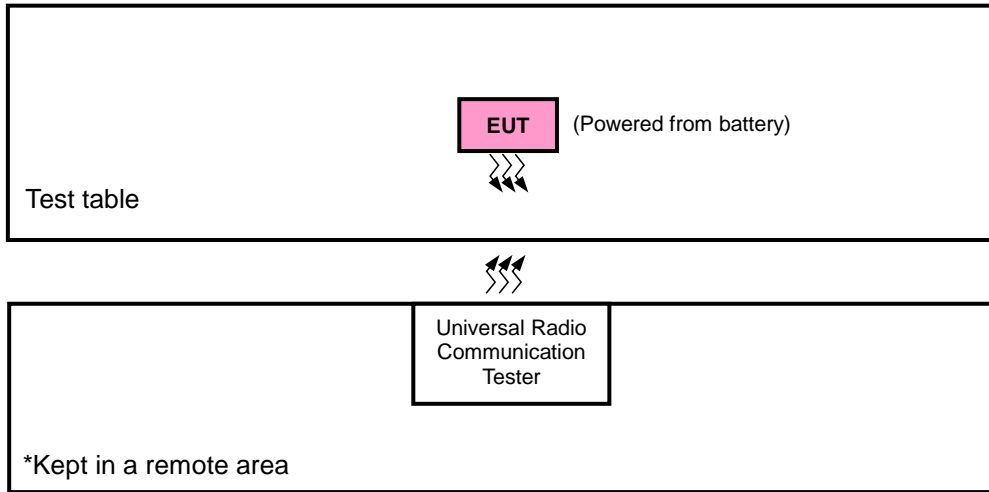 EUT (Powered from battery)
Test table
Universal Radio
Communication
Tester
*Kept in a remote area